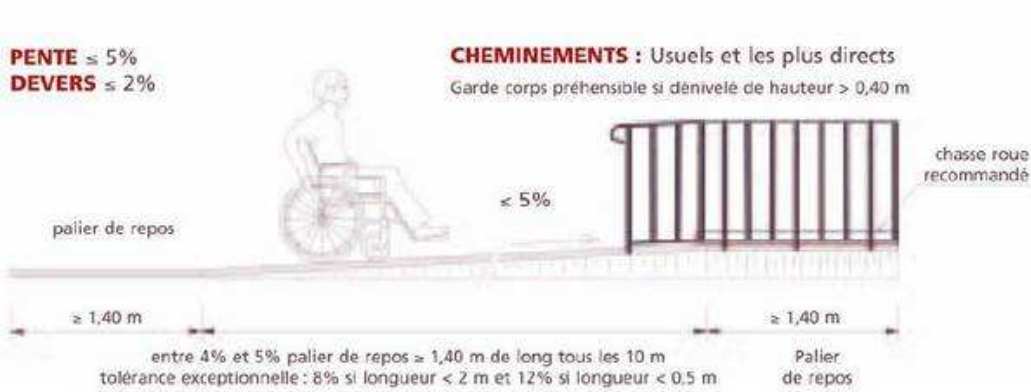 PENTE ≤ 5%
DEVERS ≤ 2%
CHEMINEMENTS : Usuels et les plus directs
Garde corps préhensible si dénivelé de hauteur > 0,40 m
chasse roue
recommandé
≤ 5%
palier de repos
≥ 1,40 m
≥ 1,40 m
entre 4% et 5% palier de repos ≥ 1,40 m de long tous les 10 m
tolérance exceptionnelle : 8% si longueur < 2 m et 12% si longueur < 0.5 m
Palier
de repos